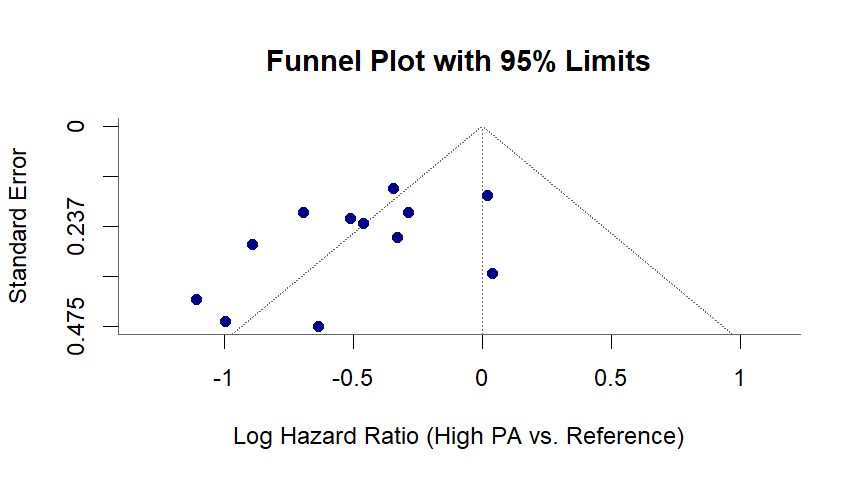 Funnel Plot with 95% Limits
Standard Error
0
0.237
0.475
-1
-0.5
0
0.5
1
Log Hazard Ratio (High PA vs. Reference)